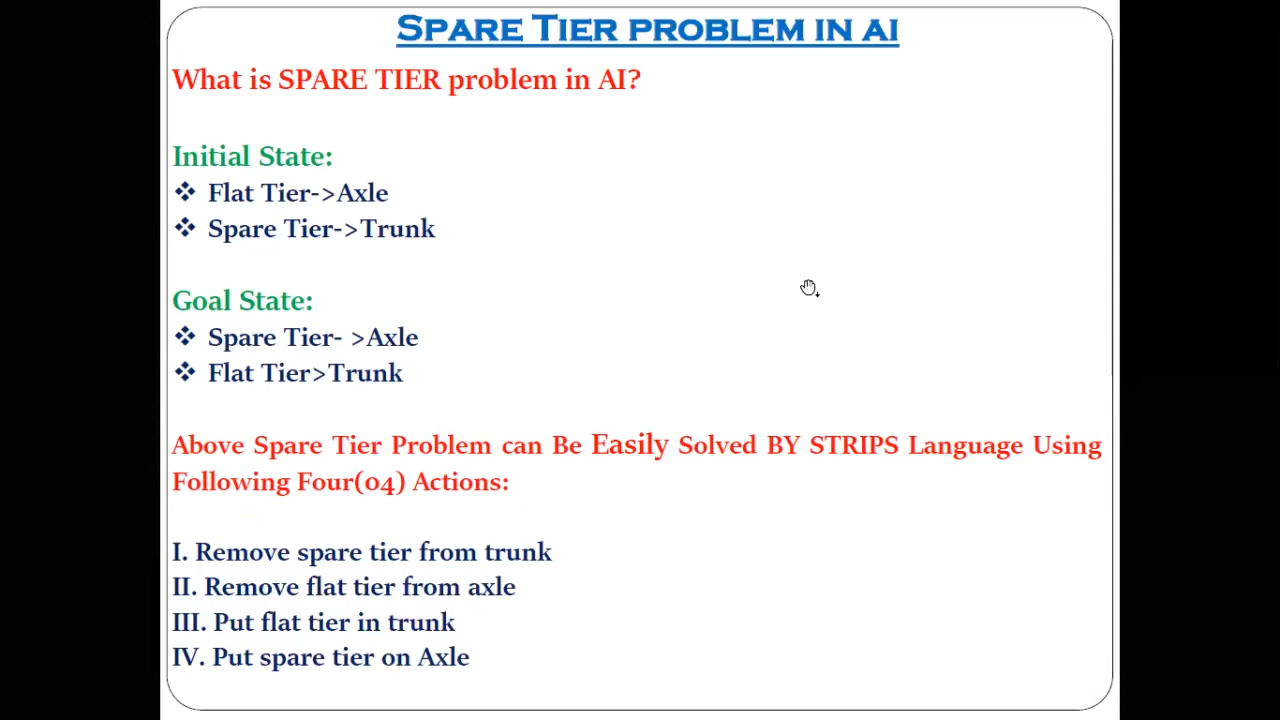 SPARE TIER PROBLEM IN AI
What is SPARE TIER problem in AI?
Initial State:
❖ Flat Tier->Axle
❖ Spare Tier->Trunk
Goal State:
❖ Spare Tier- >Axle
❖ Flat Tier>Trunk
Above Spare Tier Problem can Be Easily Solved BY STRIPS Language Using
Following Four(04) Actions:
I. Remove spare tier from trunk
II. Remove flat tier from axle
III. Put flat tier in trunk
IV. Put spare tier on Axle